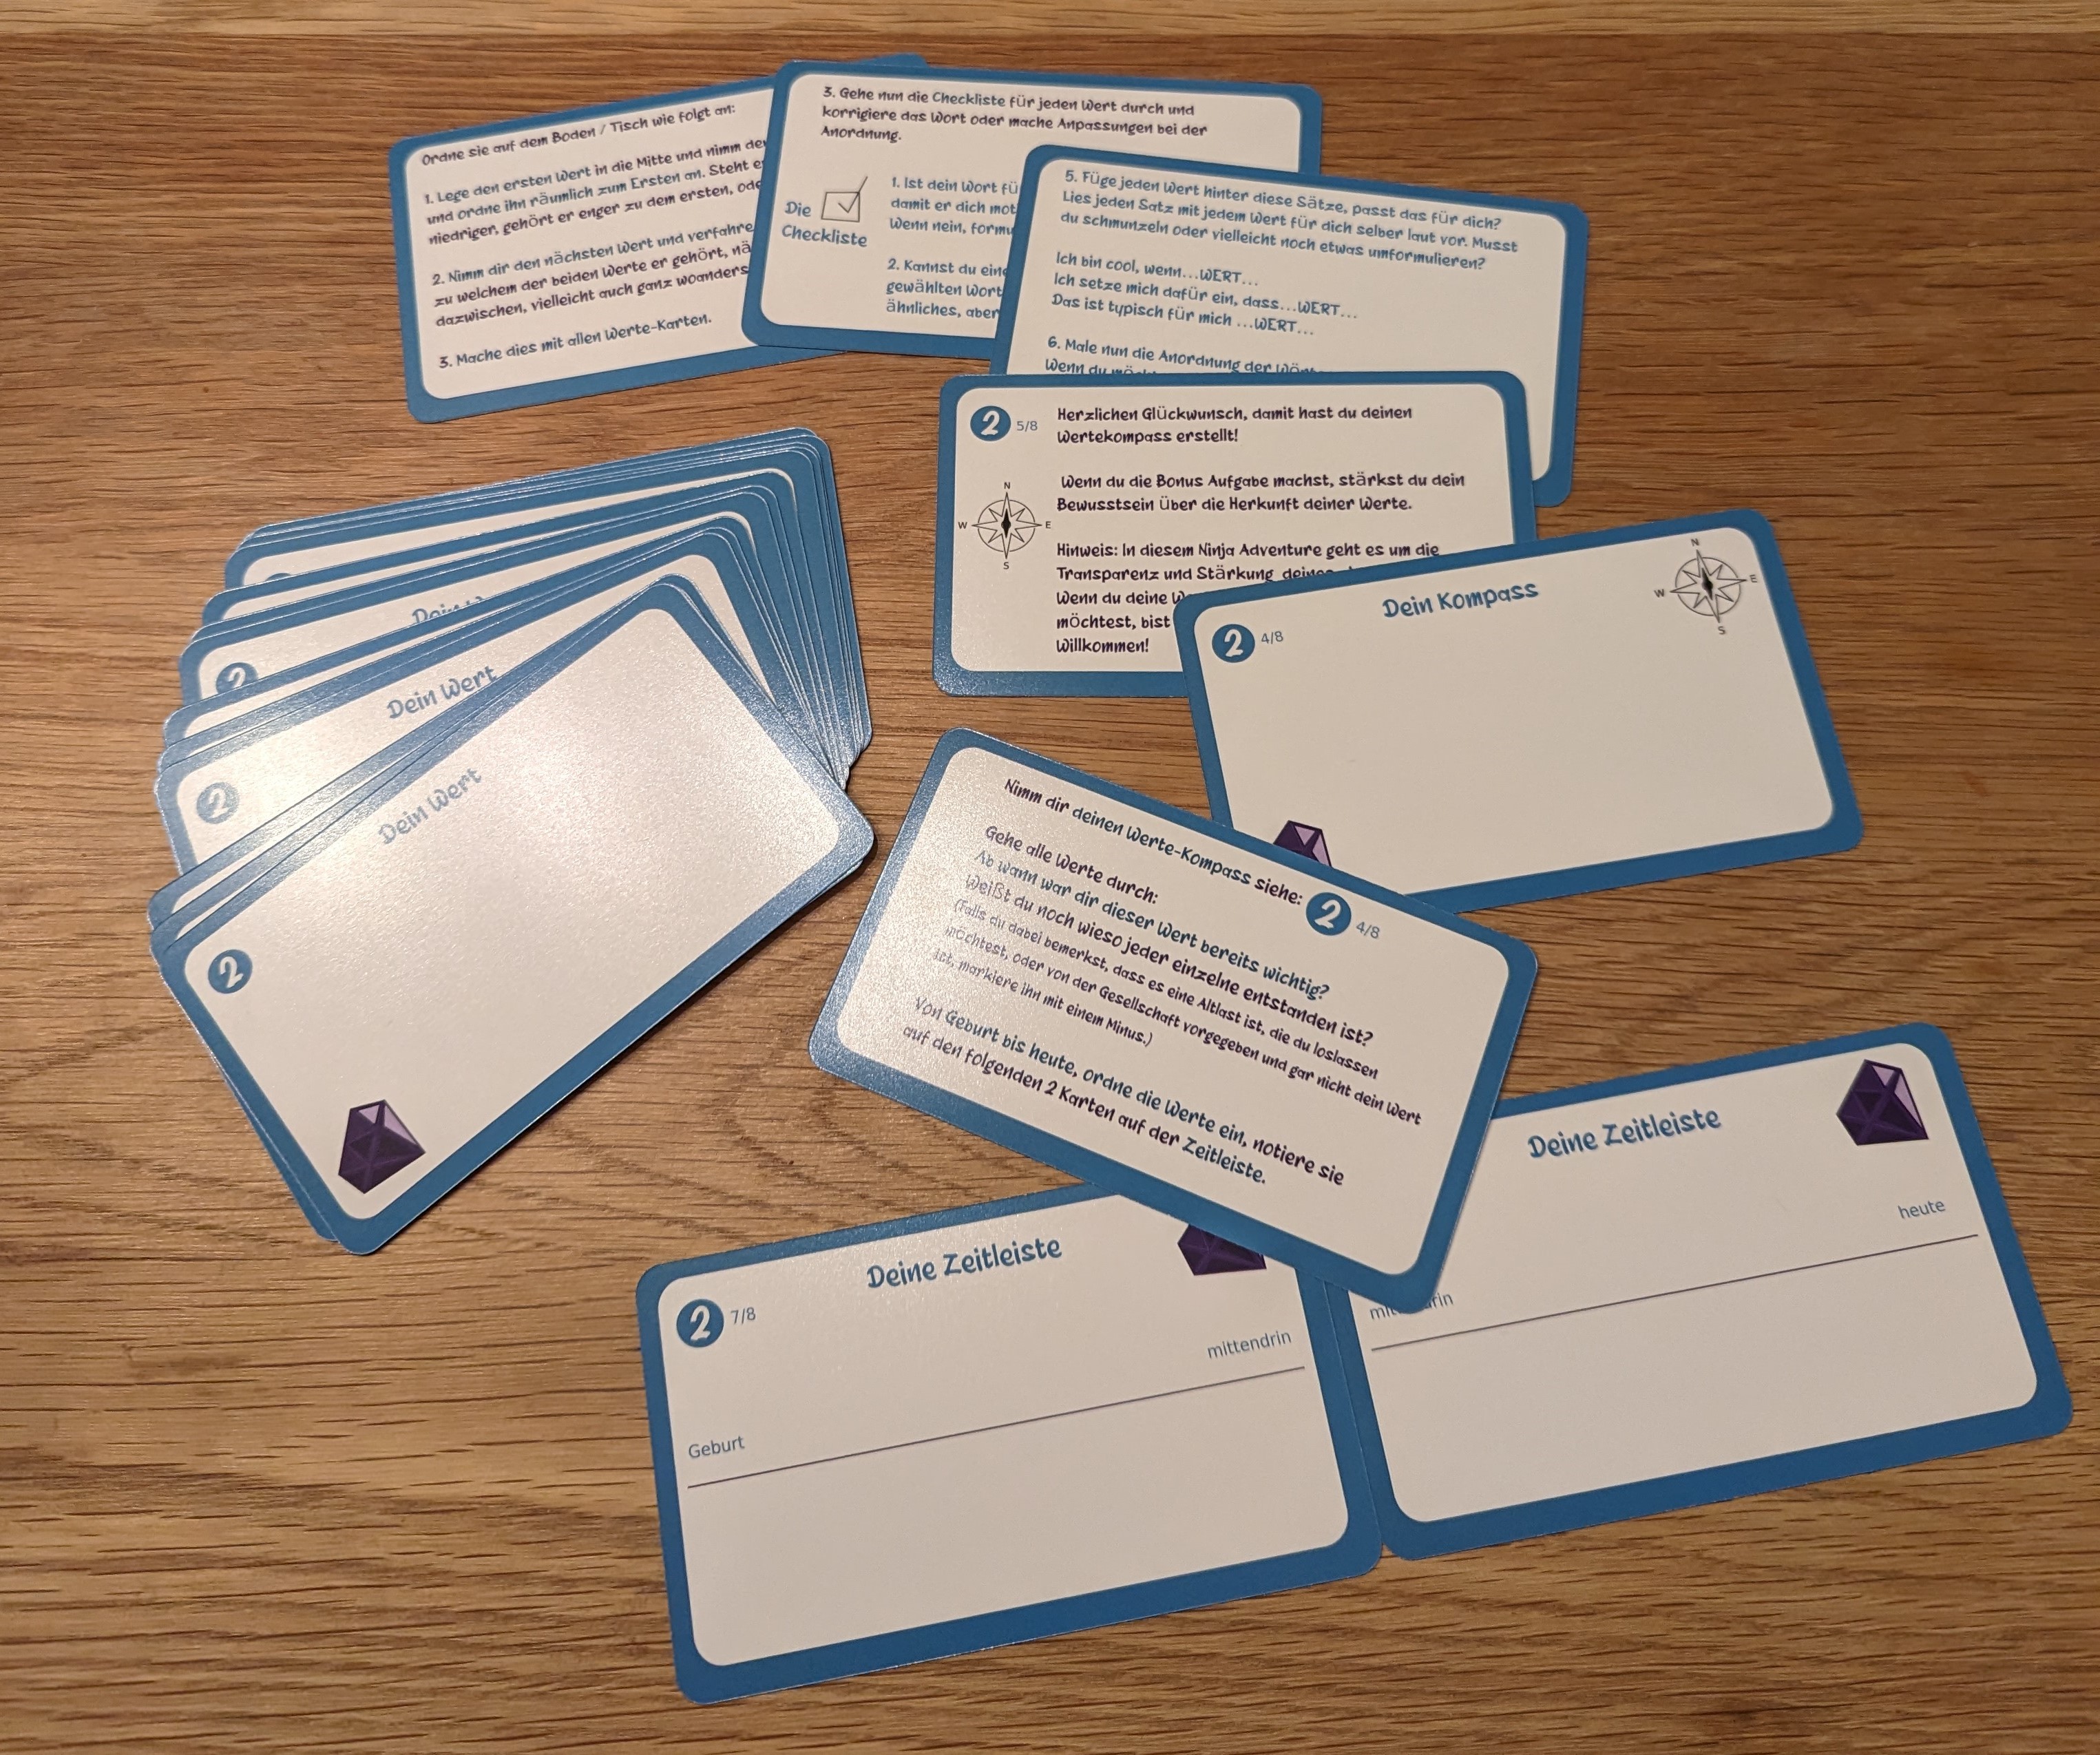 Ordne sie auf dem Boden / Tisch wie folgt an:
1. Lege den ersten Wert in die Mitte und nimm
und ordne ihn räumlich zum Ersten an. Steht
niedriger, gehört er enger zu dem ersten,
2. Nimm dir den nächsten Wert und verfahre
zu welchem der beiden Werte er gehört,
dazwischen, vielleicht auch ganz woanders
3. Mache dies mit allen Werte-Karten.
3. Gehe nun die Checkliste für jeden Wert durch und
korrigiere das Wort oder mache Anpassungen bei der
Anordnung.
Die
Checkliste
1. Ist dein Wort
damit er dich
Wenn nein,
2. Kannst du
gewählten
ähnliches, aber
5. Füge jeden Wert hinter diese Sätze, passt das für dich?
Lies jeden Satz mit jedem Wert für dich selber laut vor. Musst
du schmunzeln oder vielleicht noch etwas umformulieren?
Ich bin cool, wenn...WERT...
Ich setze mich dafür ein, dass...WERT...
Das ist typisch für mich ...WERT...
6. Male nun die Anordnung der
Wenn du
2 5/8
Herzlichen Glückwunsch, damit hast du deinen
Wertekompass erstellt!
Wenn du die Bonus Aufgabe machst, stärkst du dein
Bewusstsein über die Herkunft deiner Werte.
N
W E
S
Hinweis: In diesem Ninja Adventure geht es um die
Transparenz und Stärkung
Wenn du deine
möchtest, bist
Willkommen!
Dein Kompass
2 4/8
N
W E
S
2
Dein Wert
2
Dein Wert
2
Nimm dir deinen Werte-Kompass siehe: 2 4/8
Gehe alle Werte durch:
Ab wann war dir dieser Wert bereits wichtig?
Weißt du noch wieso jeder einzelne entstanden ist?
(Falls du dabei bemerkst, dass es eine Altlast ist, die du loslassen
möchtest, oder von der Gesellschaft vorgegeben und gar nicht dein Wert
ist, markiere ihn mit einem Minus.)
Von Geburt bis heute, ordne die Werte ein, notiere sie
auf den folgenden 2 Karten auf der Zeitleiste.
Deine Zeitleiste
2 7/8
mittendrin
Geburt
Deine Zeitleiste
heute